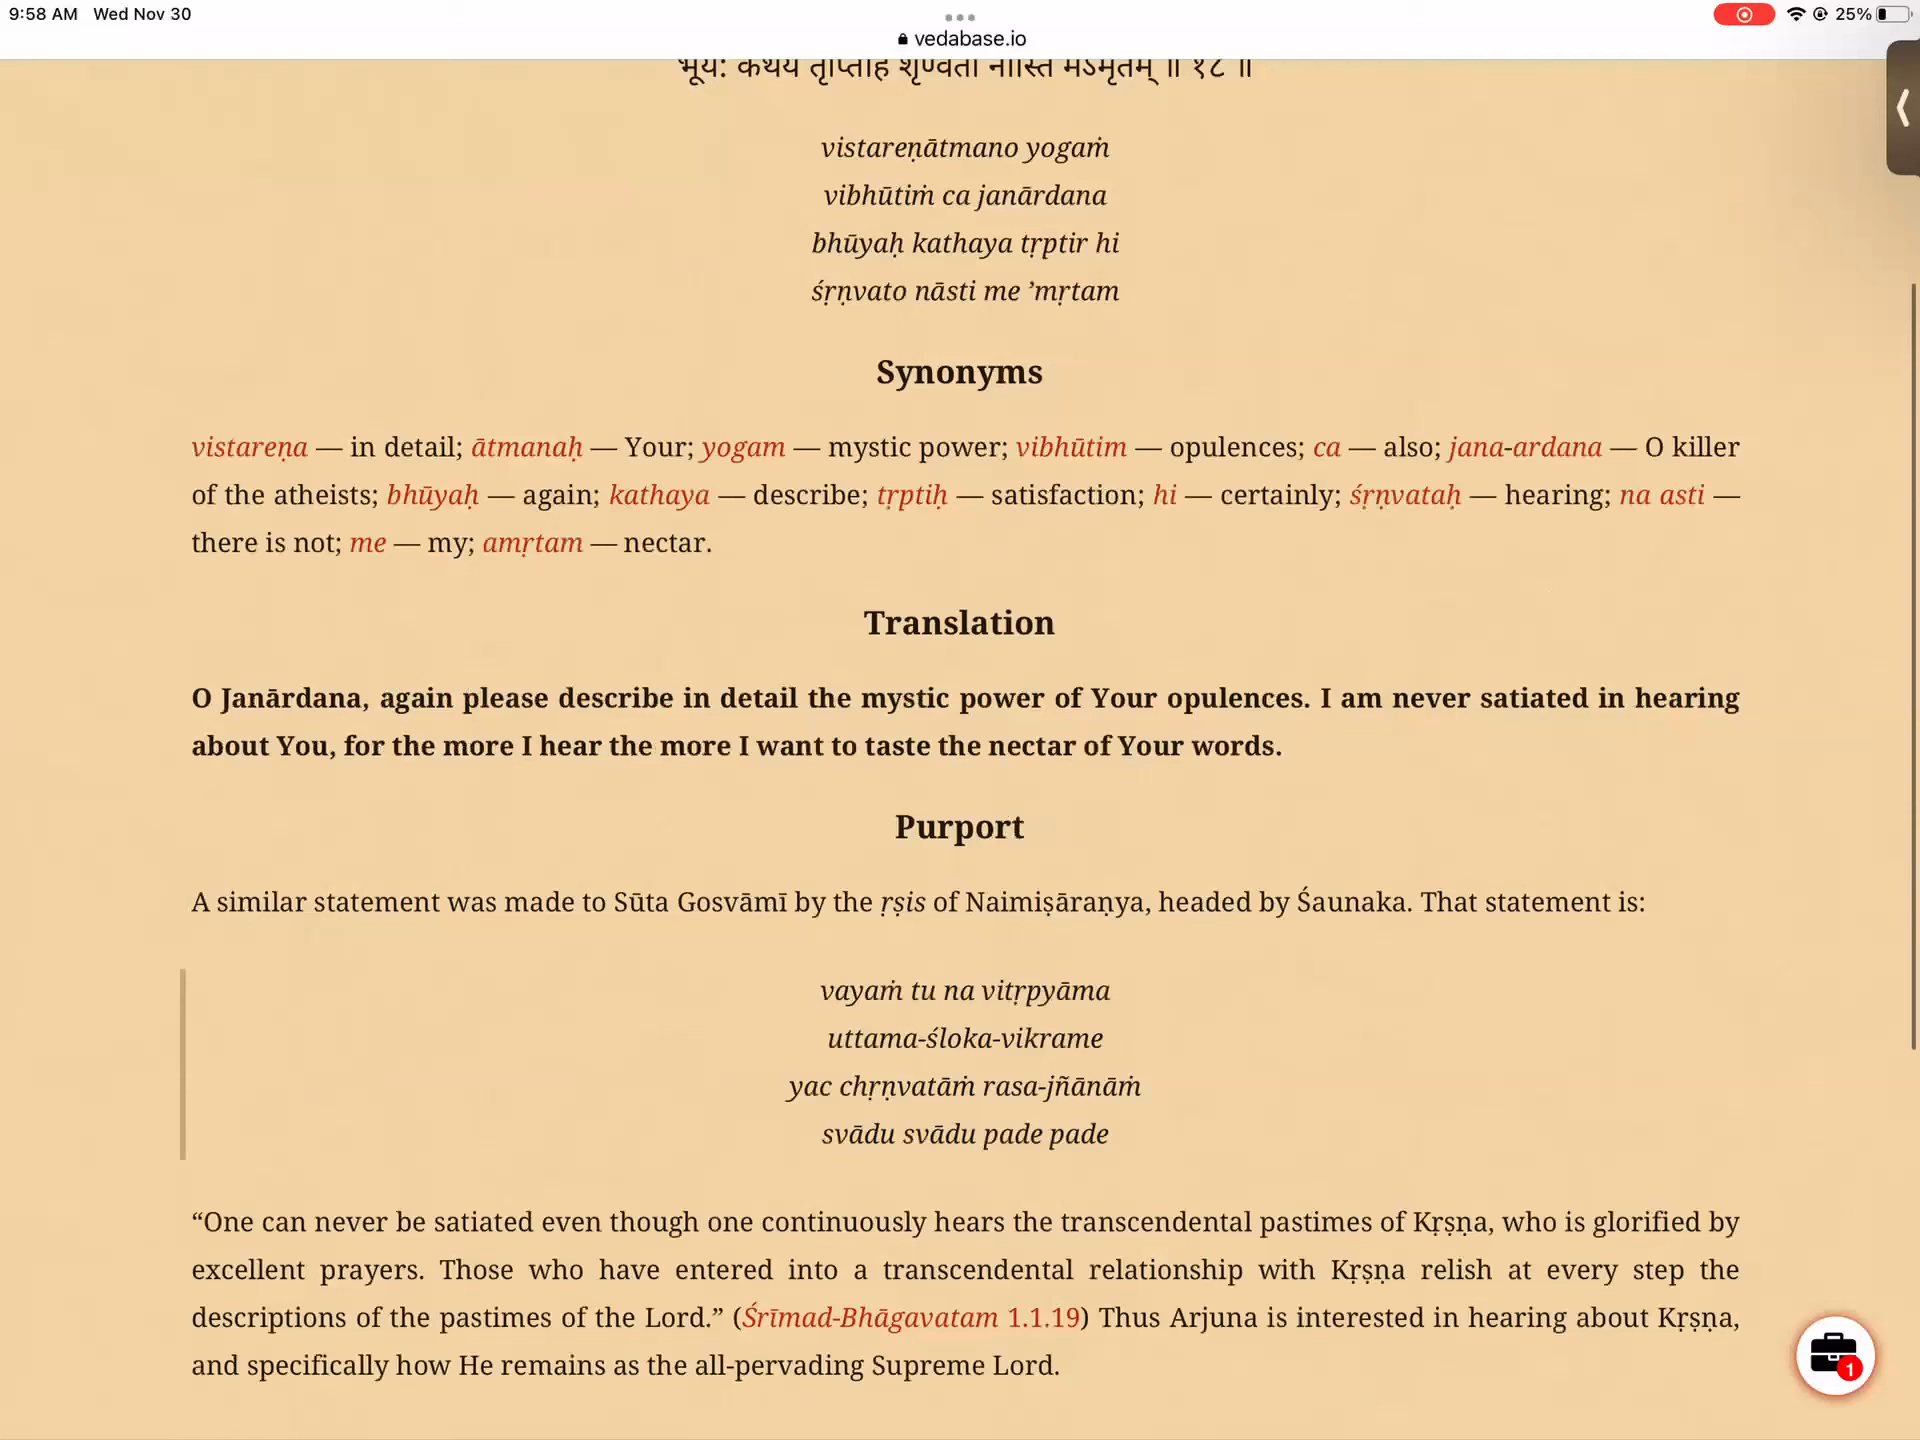 9:58 AM Wed Nov 30
25%
vedabase.io
भूयः कथय तृप्तिर्हि शृण्वतो नास्ति मेऽमृतम् ॥ १८ ॥
vistareṇātmano yogaṁ
vibhūtiṁ ca janārdana
bhūyaḥ kathaya tṛptir hi
śṛṇvato nāsti me ’mṛtam
Synonyms
vistareṇa — in detail; ātmanaḥ — Your; yogam — mystic power; vibhūtim — opulences; ca — also; jana-ardana — O killer
of the atheists; bhūyaḥ — again; kathaya — describe; tṛptiḥ — satisfaction; hi — certainly; śṛṇvataḥ — hearing; na asti —
there is not; me — my; amṛtam — nectar.
Translation
O Janārdana, again please describe in detail the mystic power of Your opulences. I am never satiated in hearing
about You, for the more I hear the more I want to taste the nectar of Your words.
Purport
A similar statement was made to Sūta Gosvāmī by the ṛṣis of Naimiṣāraṇya, headed by Śaunaka. That statement is:
vayaṁ tu na vitṛpyāma
uttama-śloka-vikrame
yac chṛṇvatāṁ rasa-jñānāṁ
svādu svādu pade pade
“One can never be satiated even though one continuously hears the transcendental pastimes of Kṛṣṇa, who is glorified by
excellent prayers. Those who have entered into a transcendental relationship with Kṛṣṇa relish at every step the
descriptions of the pastimes of the Lord.” (Śrīmad-Bhāgavatam 1.1.19) Thus Arjuna is interested in hearing about Kṛṣṇa,
and specifically how He remains as the all-pervading Supreme Lord.
1